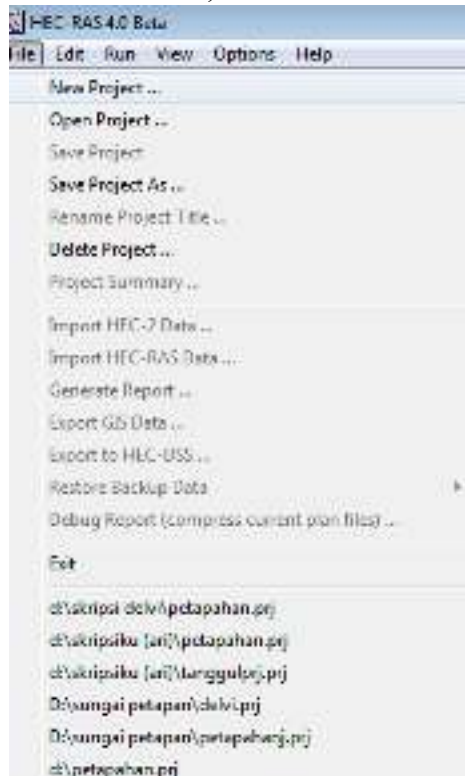 HEC-RAS 4.0 Beta
File Edit Run View Options Help
New Project ...
Open Project ...
Save Project
Save Project As ...
Rename Project Title ...
Delete Project ...
Project Summary ...
Import HEC-2 Data ...
Import HEC-RAS Data ...
Generate Report ...
Export GIS Data ...
Export to HEC-DSS ...
Restore Backup Data
Debug Report (compress current plan files) ...
Exit
d:\skripsi delvi\petapahan.prj
d:\skripsiku (ari)\petapahan.prj
d:\skripsiku (ari)\tanggulprj.prj
D:\sungai petapan\delvi.prj
D:\sungai petapan\petapahanj.prj
d:\petapahan.prj